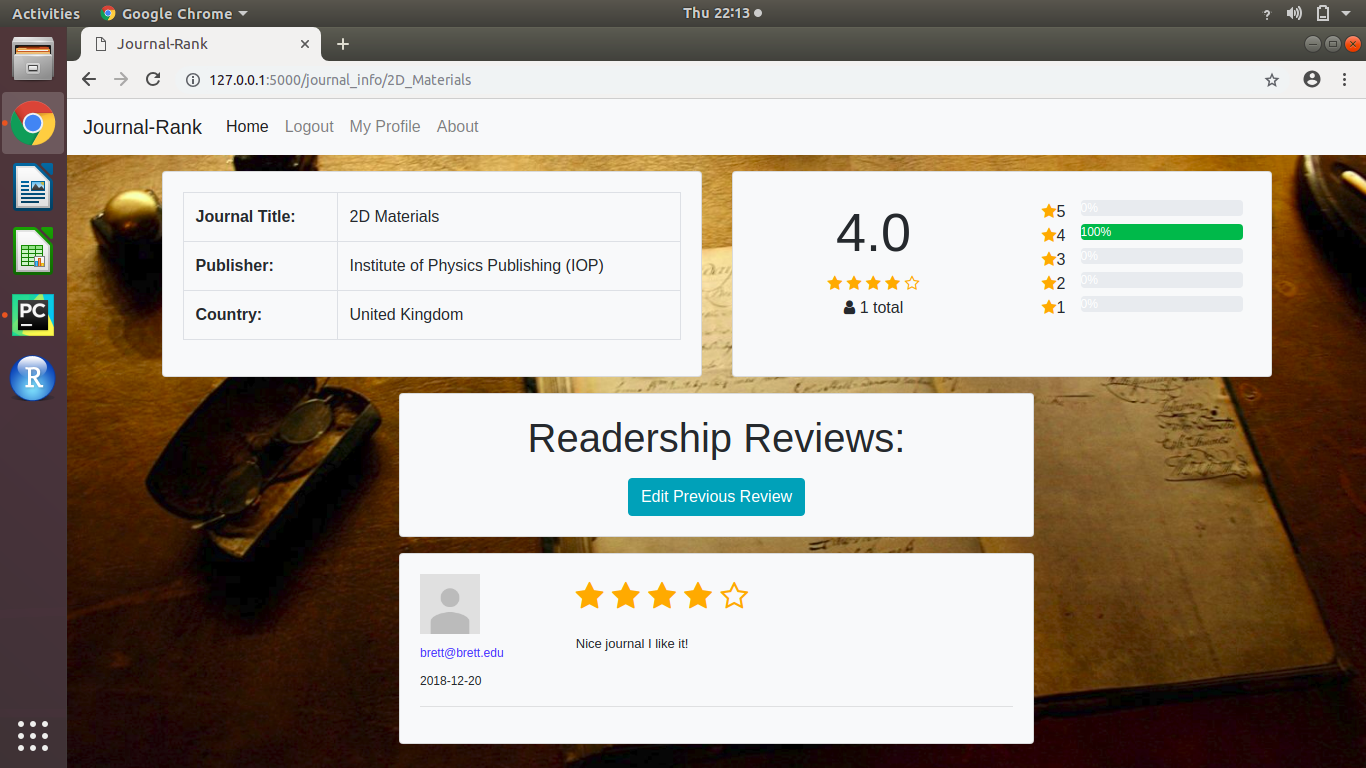 Activities
Google Chrome
Thu 22:13
?
Journal-Rank
127.0.0.1:5000/journal_info/2D_Materials
Journal-Rank
Home
Logout
My Profile
About
Journal Title:
2D Materials
Publisher:
Institute of Physics Publishing (IOP)
Country:
United Kingdom
4.0
1 total
5
0%
4
100%
3
0%
2
0%
1
0%
Readership Reviews:
Edit Previous Review
brett@brett.edu
2018-12-20
Nice journal I like it!
PC
R